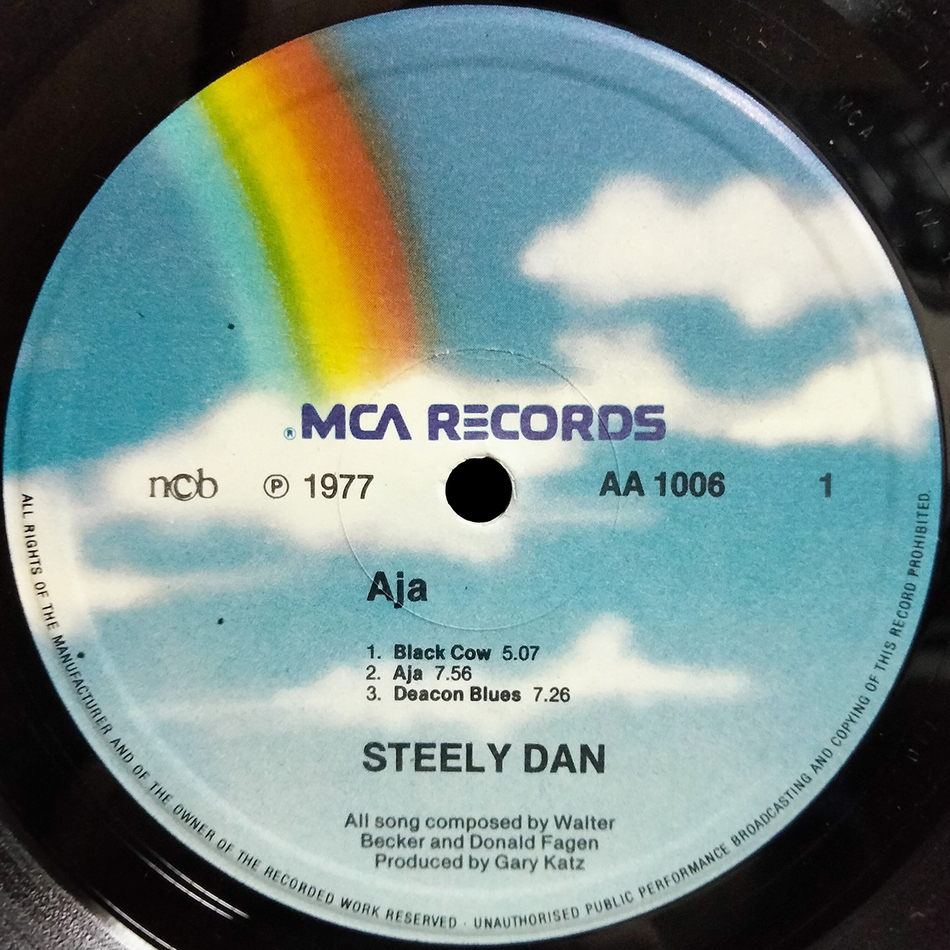 ® MCA RECORDS
ncb ℗ 1977 AA 1006 1
Aja
1. Black Cow 5.07
2. Aja 7.56
3. Deacon Blues 7.26
STEELY DAN
All song composed by Walter
Becker and Donald Fagen
Produced by Gary Katz
ALL RIGHTS OF THE MANUFACTURER AND OF THE OWNER OF THE RECORDED WORK RESERVED · UNAUTHORISED PUBLIC PERFORMANCE BROADCASTING AND COPYING OF THIS RECORD PROHIBITED.
MCA